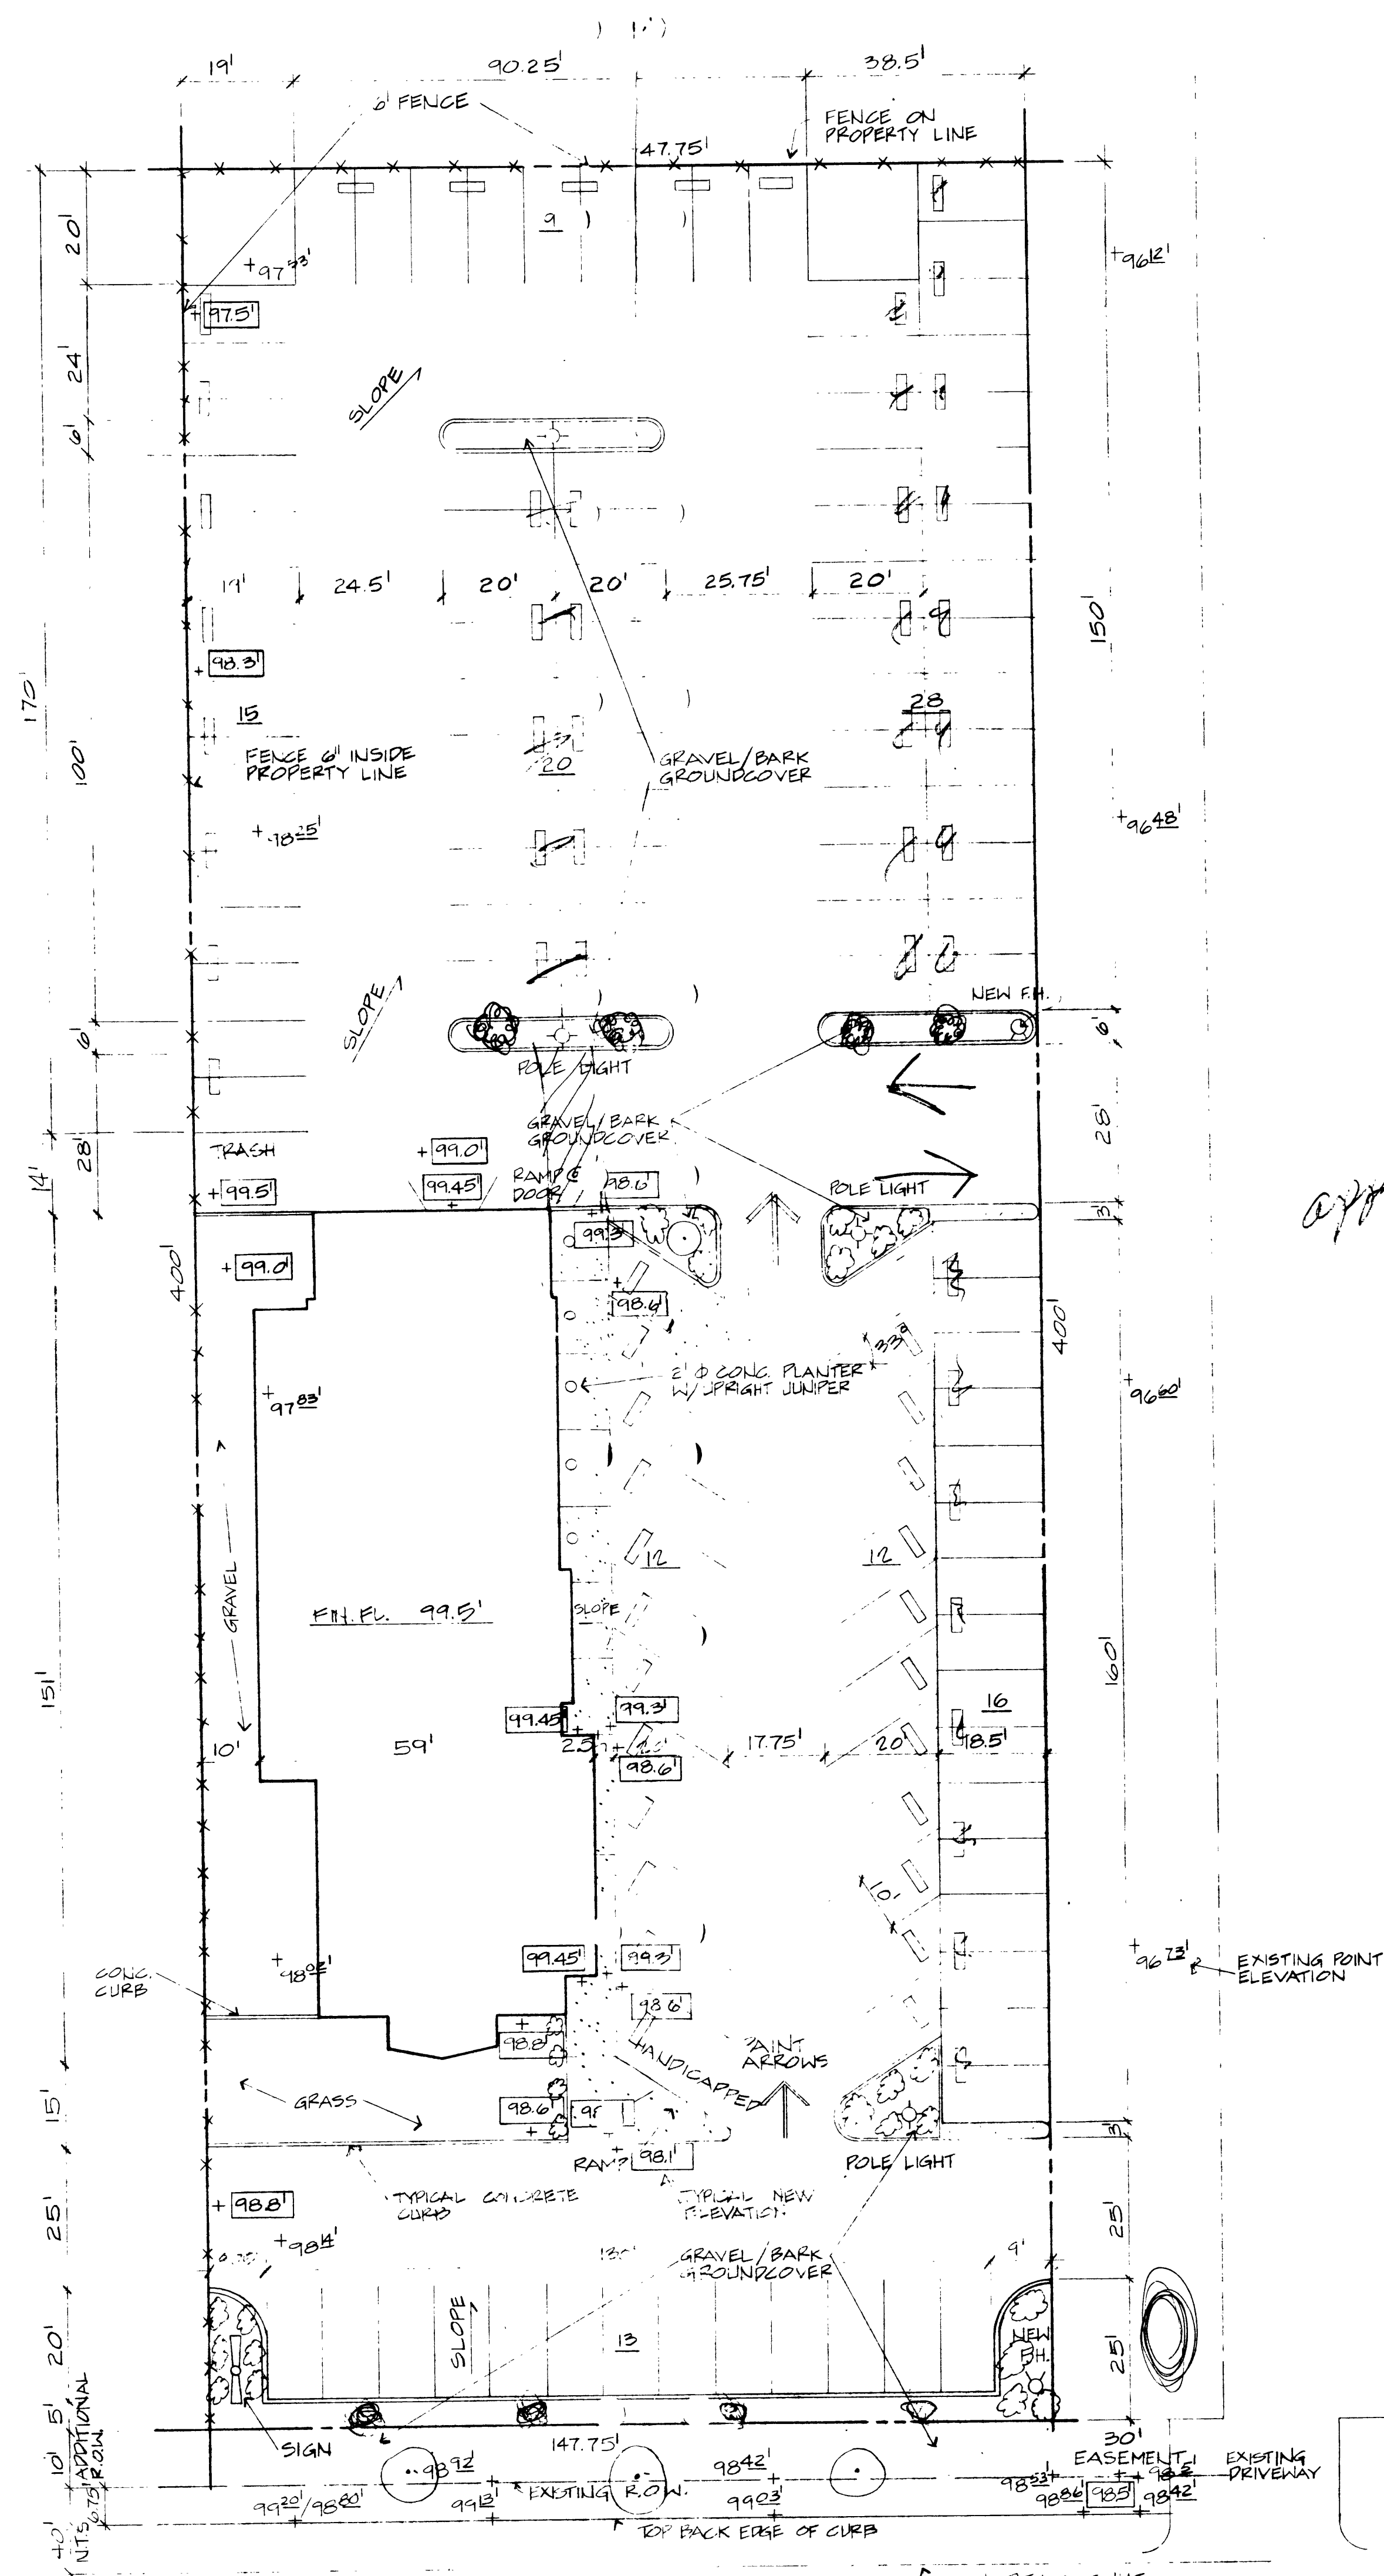 19'
90.25'
38.5'
6' FENCE
FENCE ON
PROPERTY LINE
47.75'
20'
9
97.5'
96 12'
24'
SLOPE
6'
19'
24.5'
20'
20'
25.75'
20'
150'
98.3'
170'
15
28
FENCE 6" INSIDE
PROPERTY LINE
20
GRAVEL/BARK
GROUNDCOVER
100'
96 48'
SLOPE
NEW F.H.
6'
6'
POLE LIGHT
GRAVEL/BARK
GROUNDCOVER
28'
28'
TRASH
99.0'
14'
99.5'
99.45'
RAMP @
DOOR
98.6'
POLE LIGHT
3'
99.3'
99.0'
400'
98.6'
400'
33°
2' Φ CONC. PLANTER
W/UPRIGHT JUNIPER
97 83'
96 60'
GRAVEL
12
12
FIN. FL. 99.5'
SLOPE
151'
160'
99.45'
99.3'
16
10'
59'
17.75'
20'
18.5'
98.6'
10'
CONC.
CURB
99.45'
99.3'
96 73'
EXISTING POINT
ELEVATION
98.6'
98.8'
HANDICAPPED
PAINT
ARROWS
15'
GRASS
98.6'
3'
RAMP
98.1'
POLE LIGHT
TYPICAL CONCRETE
CURB
TYPICAL NEW
ELEVATION
98.8'
25'
25'
98 14'
GRAVEL/BARK
GROUNDCOVER
9'
SLOPE
20'
13
NEW
F.H.
25'
5'
SIGN
147.75'
30'
EASEMENT
EXISTING
DRIVEWAY
10'
ADDITIONAL
R.O.W.
98 92'
98 42'
98 53'
EXISTING R.O.W.
6.75'
99 20'/98 80'
99 13'
99 03'
98 86'
98.5'
98 42'
40'
N.T.S.
TOP BACK EDGE OF CURB